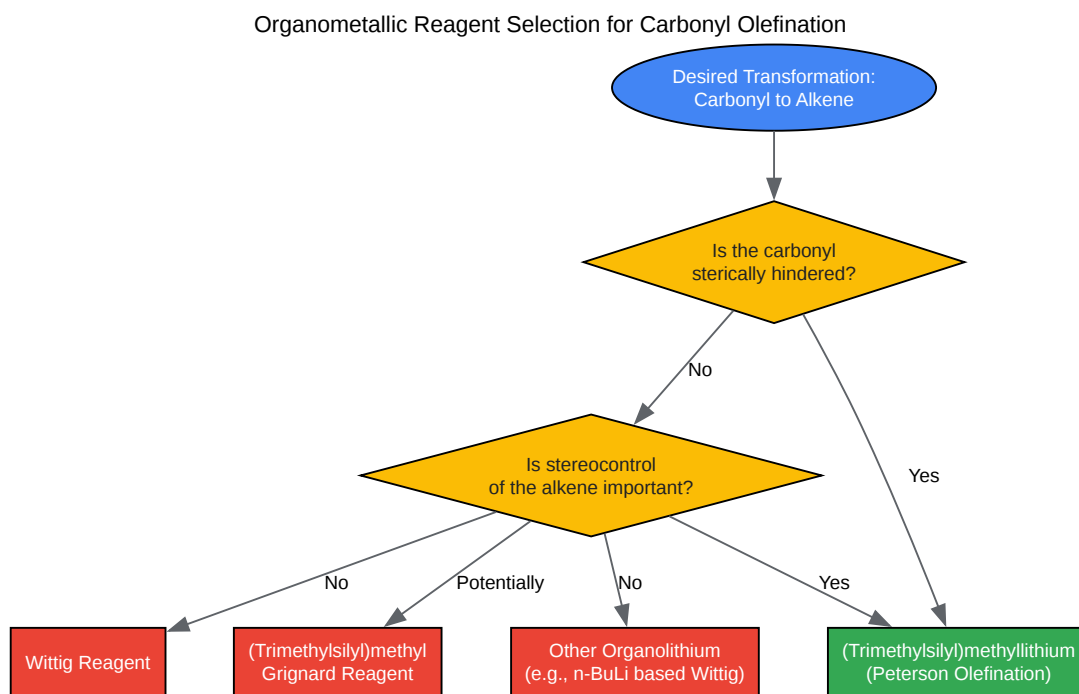 Organometallic Reagent Selection for Carbonyl Olefination
Desired Transformation:
Carbonyl to Alkene
Is the carbonyl
sterically hindered?
No
Is stereocontrol
of the alkene important?
Yes
No
Potentially
No
Yes
Wittig Reagent
(Trimethylsilyl)methyl
Grignard Reagent
Other Organolithium
(e.g., n-BuLi based Wittig)
(Trimethylsilyl)methyllithium
(Peterson Olefination)